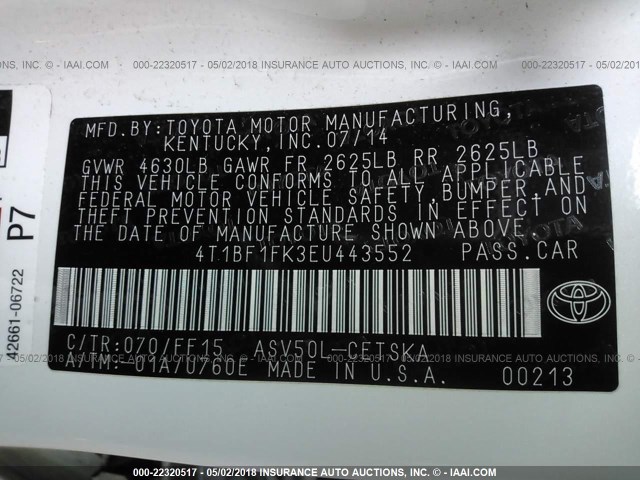 000-22320517 - 05/02/2018 INSURANCE AUTO AUCTIONS, INC. - IAAI.COM
MFD.BY:TOYOTA MOTOR MANUFACTURING,
KENTUCKY,INC.07/14
GVWR 4630LB GAWR FR 2625LB RR 2625LB
THIS VEHICLE CONFORMS TO ALL APPLICABLE
FEDERAL MOTOR VEHICLE SAFETY,BUMPER,AND
THEFT PREVENTION STANDARDS IN EFFECT ON
THE DATE OF MANUFACTURE SHOWN ABOVE.
4T1BF1FK3EU443552 PASS.CAR
TOYOTA
C/TR:070/FF15 ASV50L-CETSKA
A/TM:-01A/U760E MADE IN U.S.A. 00213
P7
42661-06722
000-22320517 - 05/02/2018 INSURANCE AUTO AUCTIONS, INC. - IAAI.COM
000-22320517 - 05/02/2018 INSURANCE AUTO AUCTIONS, INC. - IAAI.COM